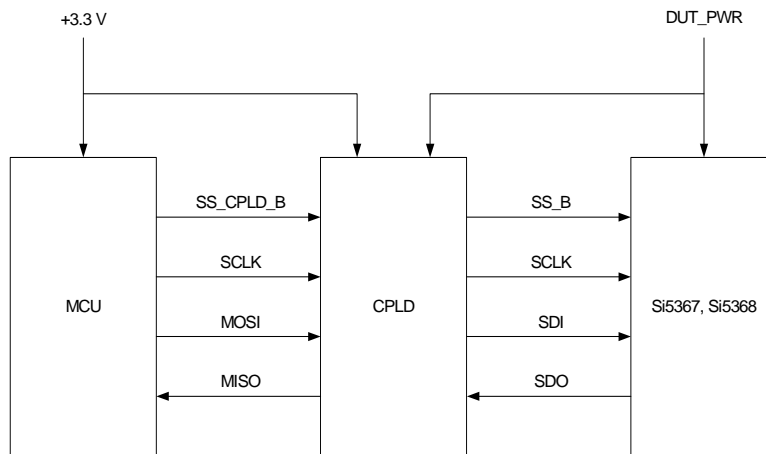 +3.3 V
DUT_PWR
SS_CPLD_B
SS_B
SCLK
SCLK
MCU
CPLD
Si5367, Si5368
MOSI
SDI
MISO
SDO